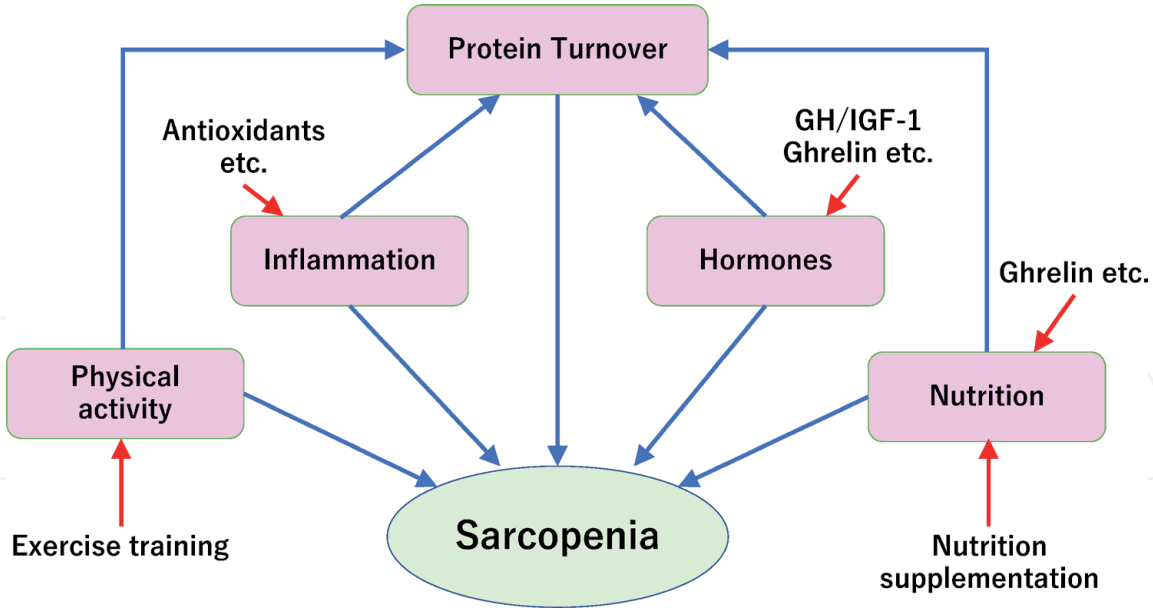 Protein Turnover
Antioxidants
etc.
GH/IGF-1
Ghrelin etc.
Inflammation
Hormones
Ghrelin etc.
Physical
activity
Nutrition
Exercise training
Sarcopenia
Nutrition
supplementation